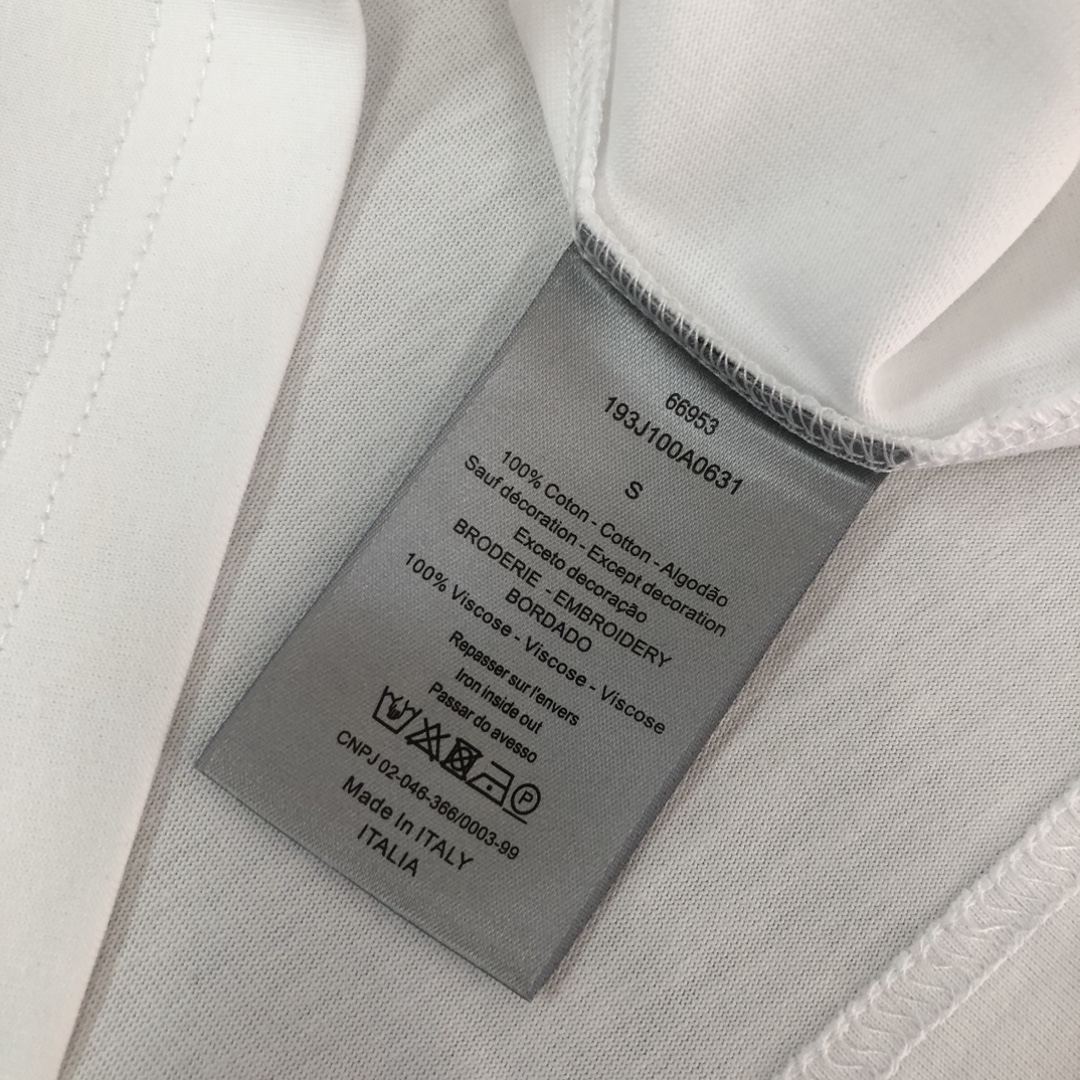 66953
193J100A0631
S
100% Coton - Cotton - Algodão
Sauf décoration - Except decoration
Exceto decoração
BRODERIE - EMBROIDERY
BORDADO
100% Viscose - Viscose - Viscose
Repasser sur l'envers
Iron inside out
Passar do avesso
P
CNPJ 02-046-366/0003-99
Made In ITALY
ITALIA